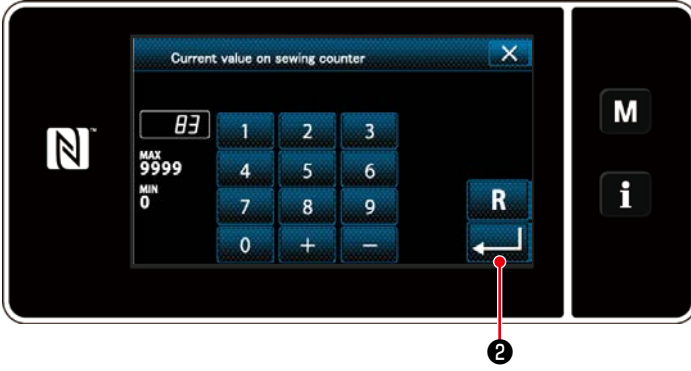 Current value on sewing counter
83
MAX
9999
MIN
0
1 2 3
4 5 6
7 8 9
0 + −
R
M
i
N
❷